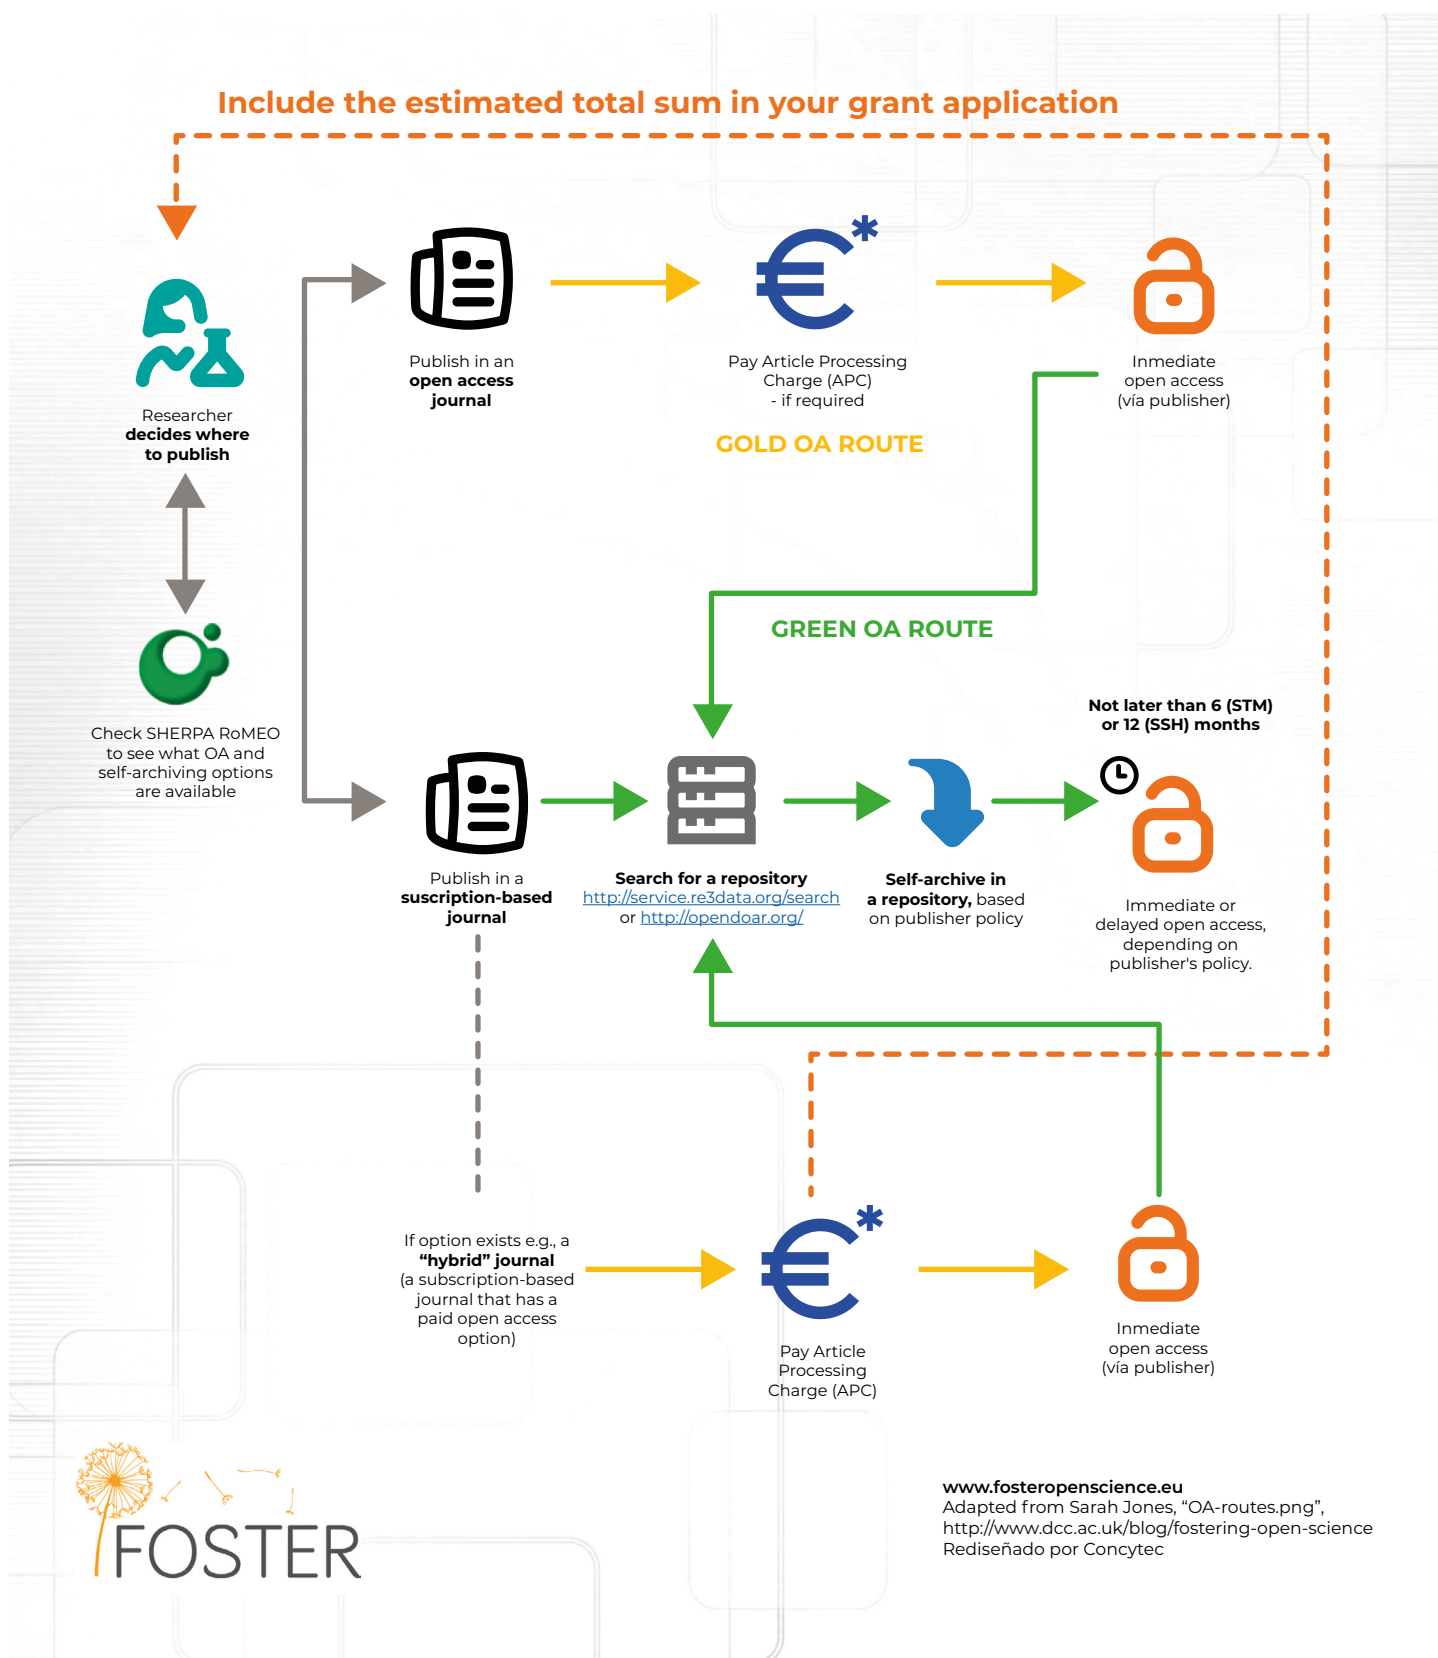 Include the estimated total sum in your grant application
Publish in an
open access
journal
Pay Article Processing
Charge (APC)
- if required
Inmediate
open access
(vía publisher)
Researcher
decides where
to publish
GOLD OA ROUTE
GREEN OA ROUTE
Check SHERPA RoMEO
to see what OA and
self-archiving options
are available
Not later than 6 (STM)
or 12 (SSH) months
Publish in a
suscription-based
journal
Search for a repository
http://service.re3data.org/search
or http://opendoar.org/
Self-archive in
a repository, based
on publisher policy
Immediate or
delayed open access,
depending on
publisher's policy.
If option exists e.g., a
“hybrid” journal
(a subscription-based
journal that has a
paid open access
option)
Pay Article
Processing
Charge (APC)
Inmediate
open access
(vía publisher)
FOSTER
www.fosteropenscience.eu
Adapted from Sarah Jones, “OA-routes.png”,
http://www.dcc.ac.uk/blog/fostering-open-science
Rediseñado por Concytec